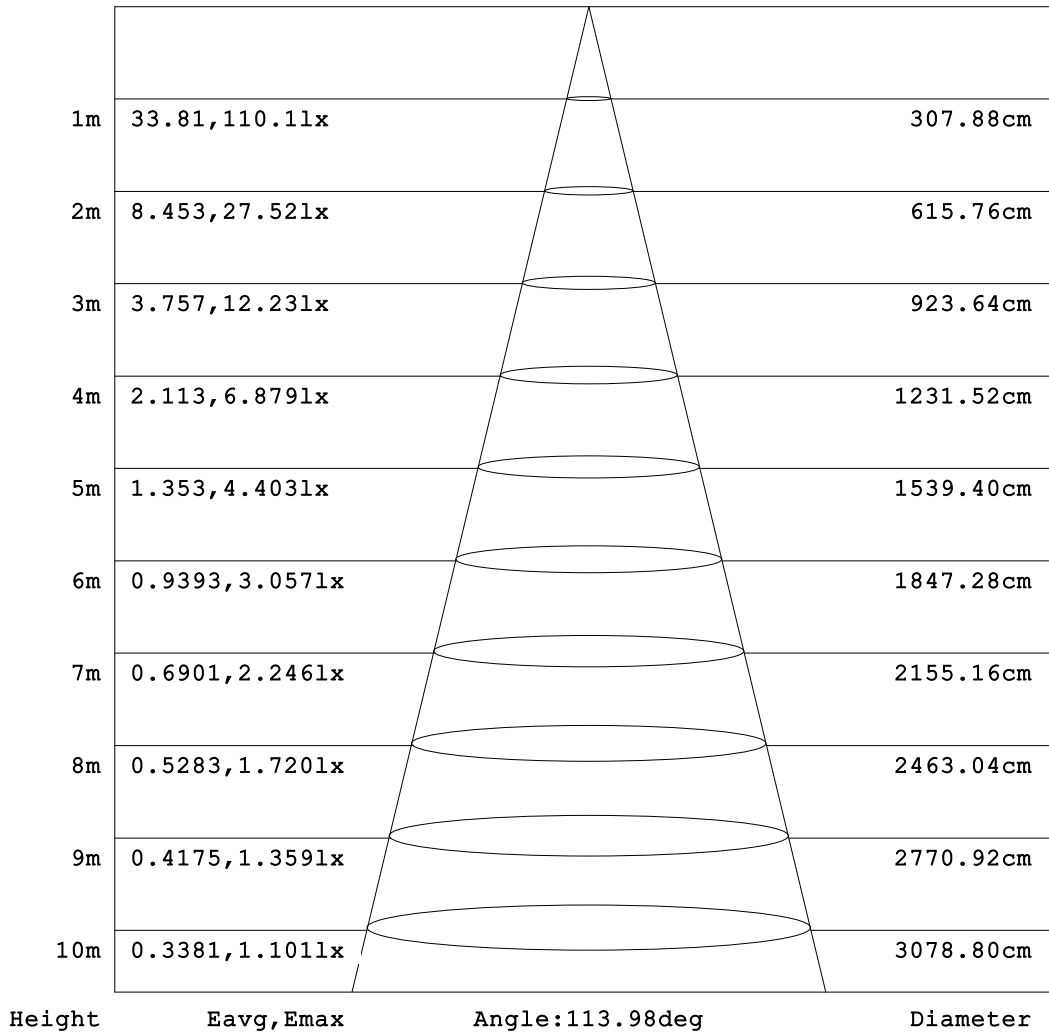 1m 33.81,110.1lx 307.88cm
2m 8.453,27.52lx 615.76cm
3m 3.757,12.23lx 923.64cm
4m 2.113,6.879lx 1231.52cm
5m 1.353,4.403lx 1539.40cm
6m 0.9393,3.057lx 1847.28cm
7m 0.6901,2.246lx 2155.16cm
8m 0.5283,1.720lx 2463.04cm
9m 0.4175,1.359lx 2770.92cm
10m 0.3381,1.101lx 3078.80cm
Height Eavg,Emax Angle:113.98deg Diameter